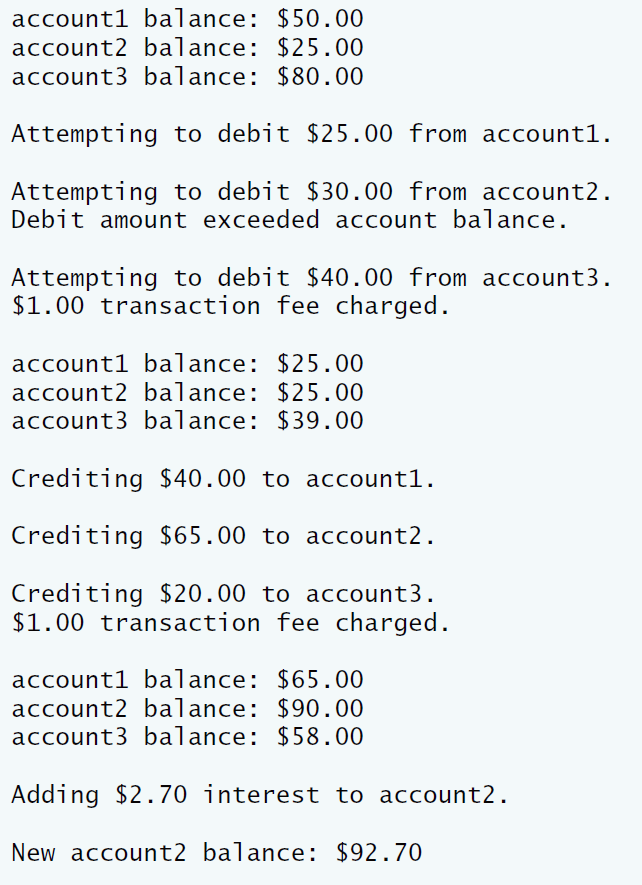 account1 balance: $50.00
account2 balance: $25.00
account3 balance: $80.00
Attempting to debit $25.00 from account1.
Attempting to debit $30.00 from account2.
Debit amount exceeded account balance.
Attempting to debit $40.00 from account3.
$1.00 transaction fee charged.
account1 balance: $25.00
account2 balance: $25.00
account3 balance: $39.00
Crediting $40.00 to account1.
Crediting $65.00 to account2.
Crediting $20.00 to account3.
$1.00 transaction fee charged.
account1 balance: $65.00
account2 balance: $90.00
account3 balance: $58.00
Adding $2.70 interest to account2.
New account2 balance: $92.70